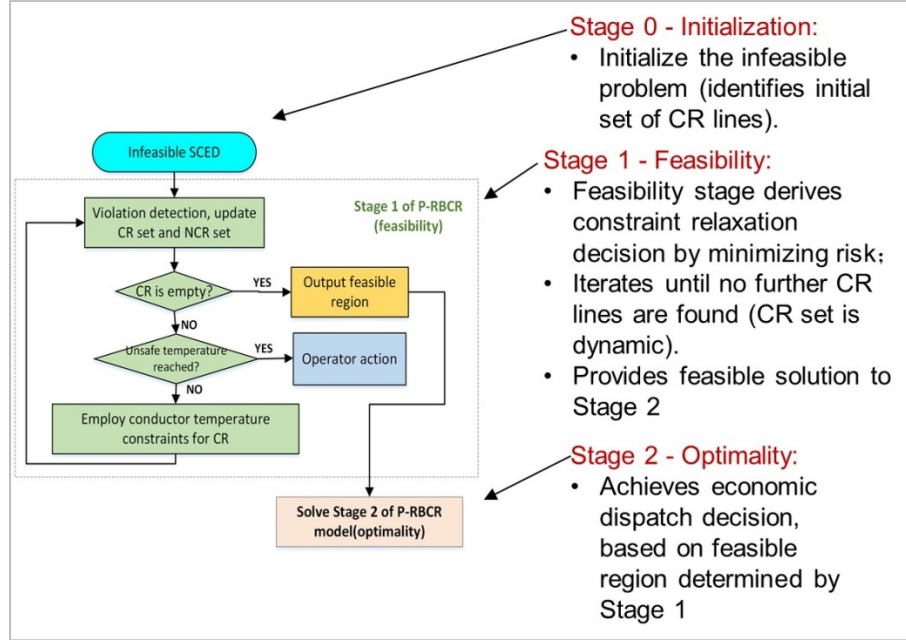 Infeasible SCED
Stage 1 of P-RBCR
(feasibility)
Violation detection, update
CR set and NCR set
CR is empty?
YES
Output feasible
region
NO
Unsafe temperature
reached?
YES
Operator action
NO
Employ conductor temperature
constraints for CR
Solve Stage 2 of P-RBCR
model(optimality)
Stage 0 - Initialization:
• Initialize the infeasible
problem (identifies initial
set of CR lines).
Stage 1 - Feasibility:
• Feasibility stage derives
constraint relaxation
decision by minimizing risk;
• Iterates until no further CR
lines are found (CR set is
dynamic).
• Provides feasible solution to
Stage 2
Stage 2 - Optimality:
• Achieves economic
dispatch decision,
based on feasible
region determined by
Stage 1